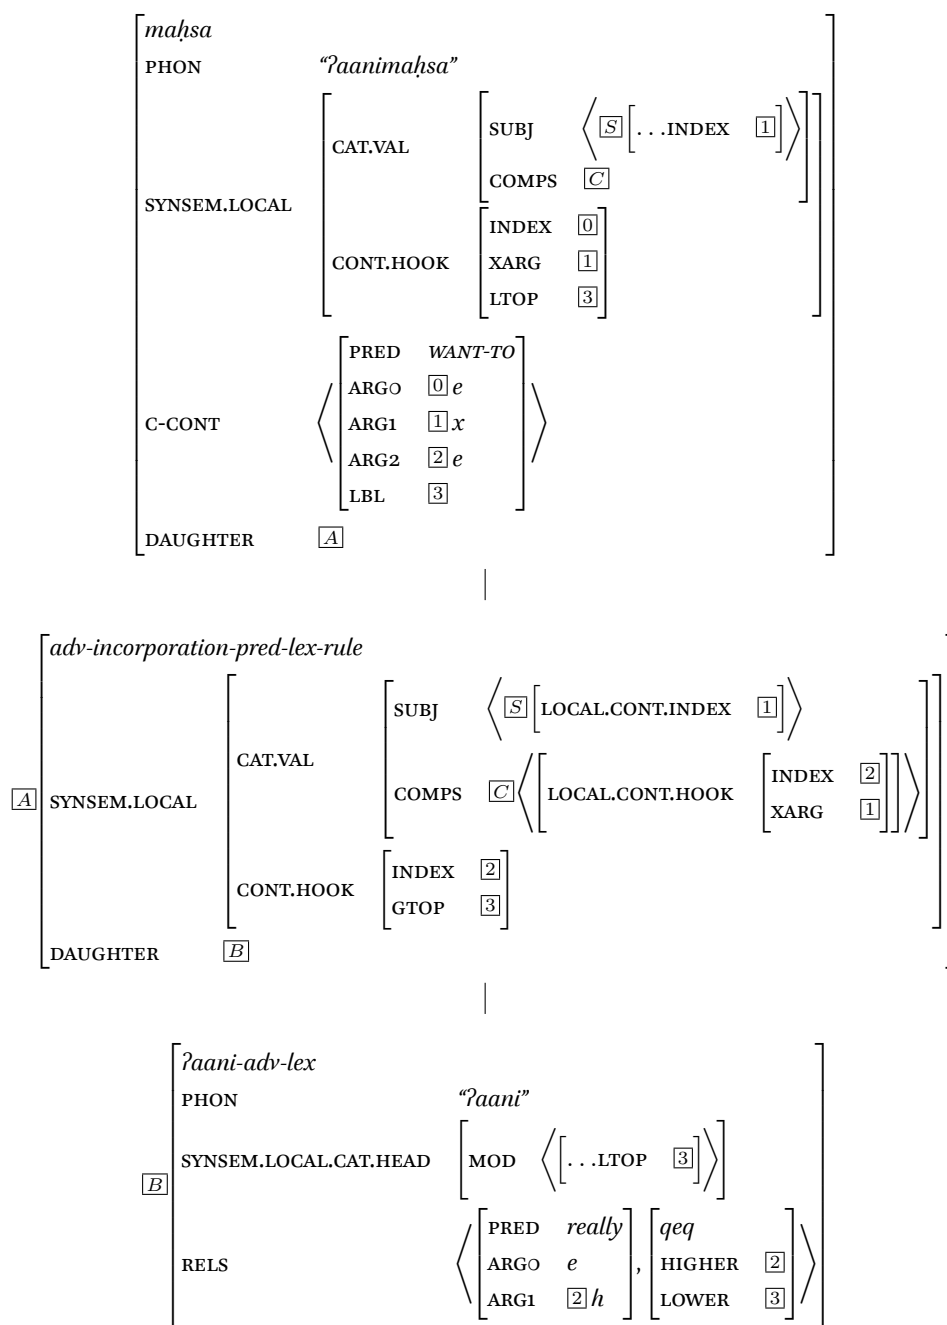 maḥsa
PHON “ʔaanimaḥsa”
SUBJ ⟨ S [ . . .INDEX 1 ] ⟩
CAT.VAL
COMPS C
SYNSEM.LOCAL
INDEX 0
CONT.HOOK XARG 1
LTOP 3
PRED WANT-TO
ARG0 0 e
C-CONT ARG1 1 x
ARG2 2 e
LBL 3
DAUGHTER A
adv-incorporation-pred-lex-rule
SUBJ ⟨ S [ LOCAL.CONT.INDEX 1 ] ⟩
CAT.VAL
INDEX 2
A SYNSEM.LOCAL COMPS C ⟨ [ LOCAL.CONT.HOOK
XARG 1
INDEX 2
CONT.HOOK
GTOP 3
DAUGHTER B
ʔaani-adv-lex
PHON “ʔaani”
SYNSEM.LOCAL.CAT.HEAD [ MOD ⟨ [ . . .LTOP 3 ] ⟩ ]
B
PRED really , qeq
RELS ARG0 e HIGHER 2
ARG1 2 h LOWER 3